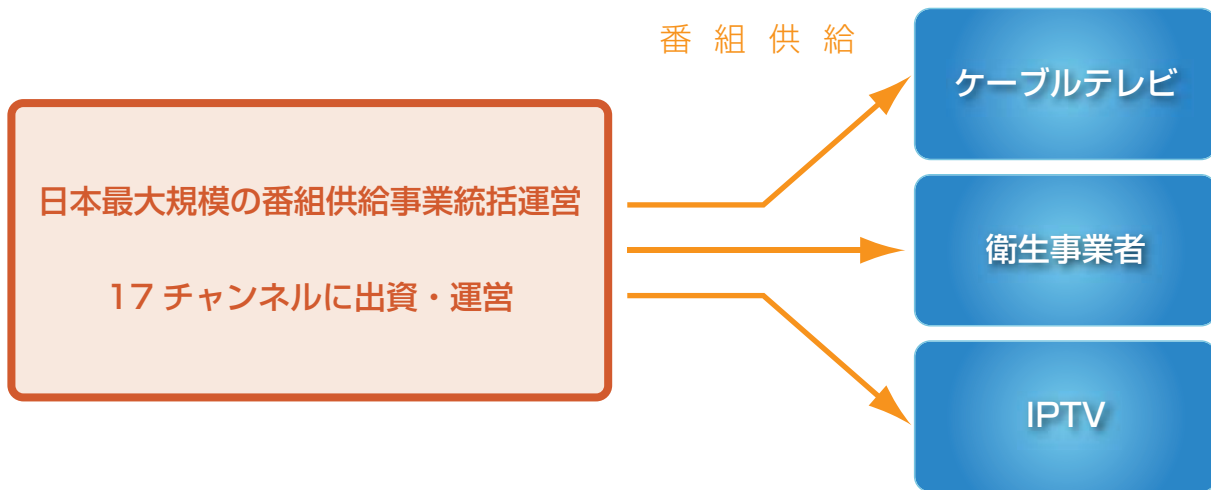 番組供給
ケーブルテレビ
日本最大規模の番組供給事業統括運営
17 チャンネルに出資・運営
衛生事業者
IPTV